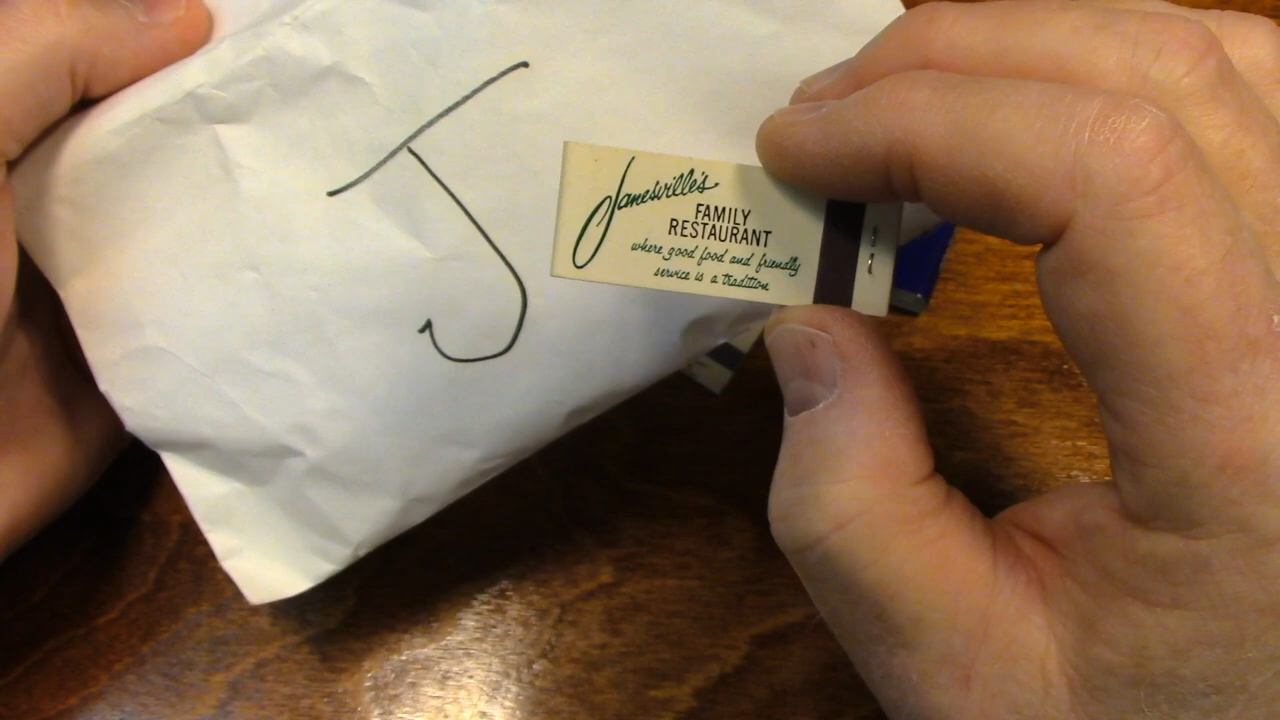 J
Janesville's
FAMILY
RESTAURANT
where good food and friendly
service is a tradition